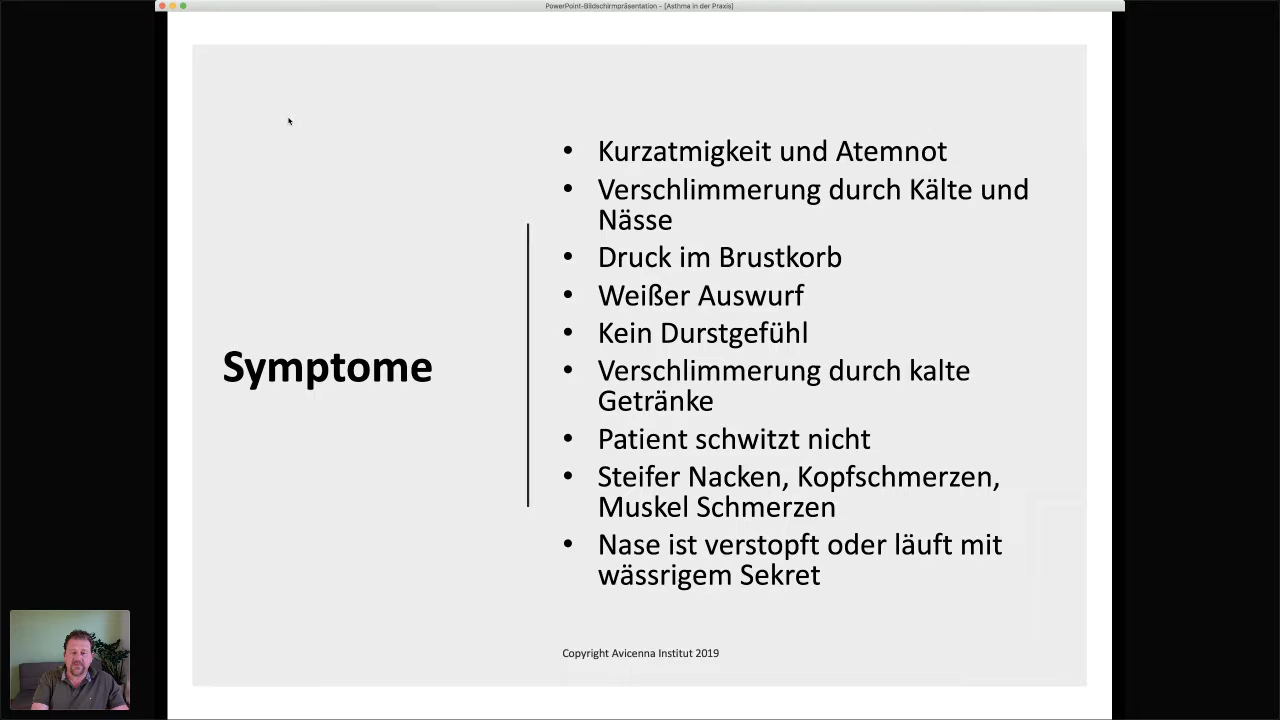 PowerPoint-Bildschirmpräsentation - [Asthma in der Praxis]
Symptome
• Kurzatmigkeit und Atemnot
• Verschlimmerung durch Kälte und
Nässe
• Druck im Brustkorb
• Weißer Auswurf
• Kein Durstgefühl
• Verschlimmerung durch kalte
Getränke
• Patient schwitzt nicht
• Steifer Nacken, Kopfschmerzen,
Muskel Schmerzen
• Nase ist verstopft oder läuft mit
wässrigem Sekret
Copyright Avicenna Institut 2019